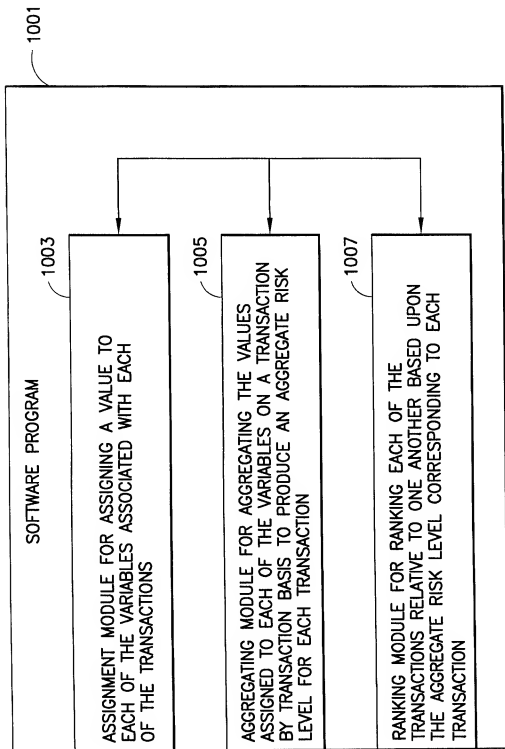 SOFTWARE PROGRAM
1001
1003
ASSIGNMENT MODULE FOR ASSIGNING A VALUE TO
EACH OF THE VARIABLES ASSOCIATED WITH EACH
OF THE TRANSACTIONS
1005
AGGREGATING MODULE FOR AGGREGATING THE VALUES
ASSIGNED TO EACH OF THE VARIABLES ON A TRANSACTION
BY TRANSACTION BASIS TO PRODUCE AN AGGREGATE RISK
LEVEL FOR EACH TRANSACTION
1007
RANKING MODULE FOR RANKING EACH OF THE
TRANSACTIONS RELATIVE TO ONE ANOTHER BASED UPON
THE AGGREGATE RISK LEVEL CORRESPONDING TO EACH
TRANSACTION